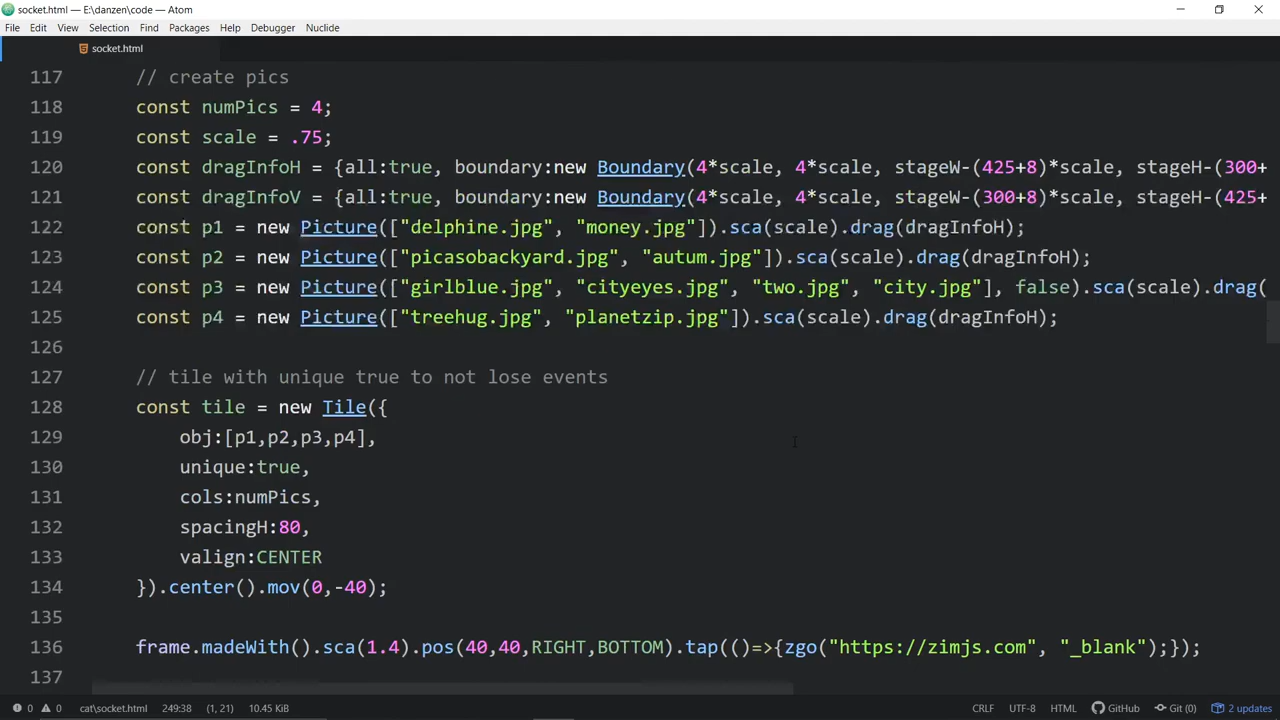 socket.html — E:\danzen\code — Atom
File Edit View Selection Find Packages Help Debugger Nuclide
socket.html
117 // create pics
118 const numPics = 4;
119 const scale = .75;
120 const dragInfoH = {all:true, boundary:new Boundary(4*scale, 4*scale, stageW-(425+8)*scale, stageH-(300+
121 const dragInfoV = {all:true, boundary:new Boundary(4*scale, 4*scale, stageW-(300+8)*scale, stageH-(425+
122 const p1 = new Picture(["delphine.jpg", "money.jpg"]).sca(scale).drag(dragInfoH);
123 const p2 = new Picture(["picasobackyard.jpg", "autum.jpg"]).sca(scale).drag(dragInfoH);
124 const p3 = new Picture(["girlblue.jpg", "cityeyes.jpg", "two.jpg", "city.jpg"], false).sca(scale).drag(
125 const p4 = new Picture(["treehug.jpg", "planetzip.jpg"]).sca(scale).drag(dragInfoH);
126
127 // tile with unique true to not lose events
128 const tile = new Tile({
129 obj:[p1,p2,p3,p4],
130 unique:true,
131 cols:numPics,
132 spacingH:80,
133 valign:CENTER
134 }).center().mov(0,-40);
135
136 frame.madeWith().sca(1.4).pos(40,40,RIGHT,BOTTOM).tap(()=>{zgo("https://zimjs.com", "_blank");});
137
0 0 cat\socket.html 249:38 (1, 21) 10.45 KiB CRLF UTF-8 HTML GitHub Git (0) 2 updates